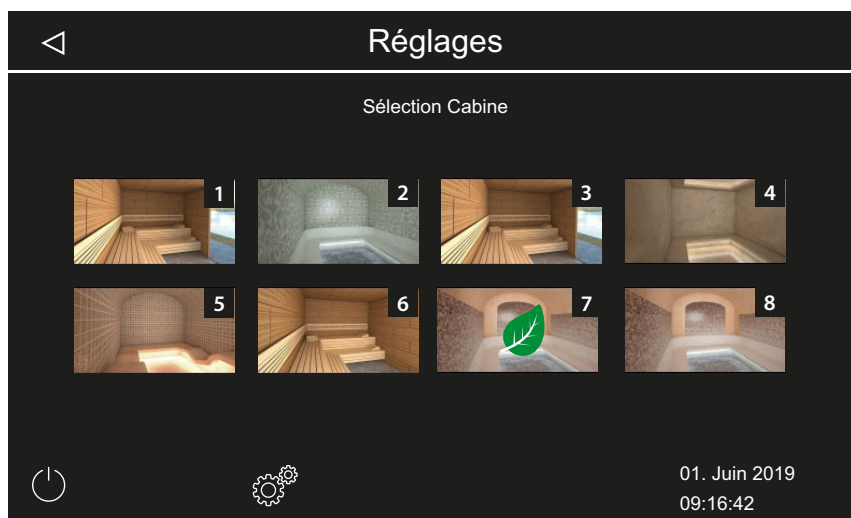 Réglages
Sélection Cabine
1 2 3 4
5 6 7 8
01. Juin 2019
09:16:42